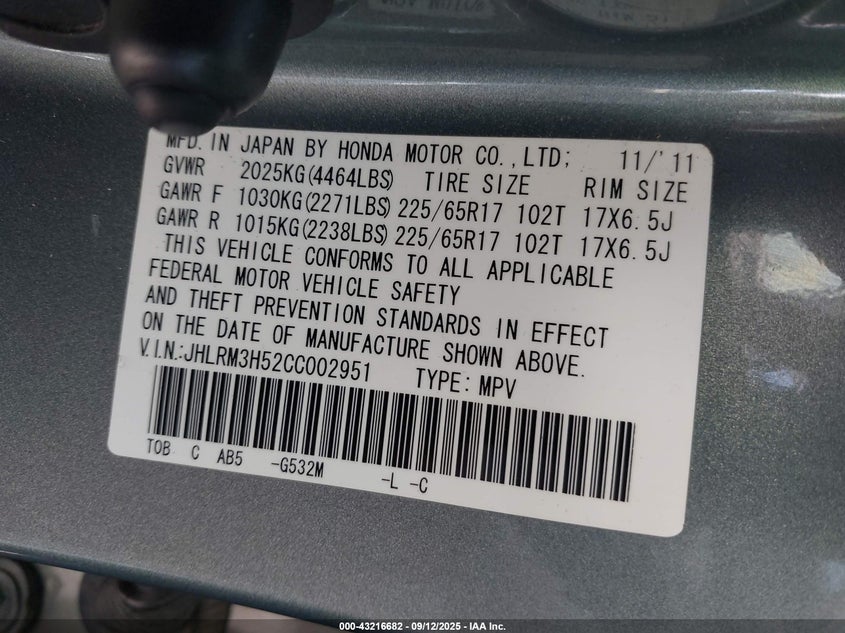 MFD. IN JAPAN BY HONDA MOTOR CO., LTD; 11/'11
GVWR 2025KG(4464LBS) TIRE SIZE RIM SIZE
GAWR F 1030KG(2271LBS) 225/65R17 102T 17X6.5J
GAWR R 1015KG(2238LBS) 225/65R17 102T 17X6.5J
THIS VEHICLE CONFORMS TO ALL APPLICABLE
FEDERAL MOTOR VEHICLE SAFETY
AND THEFT PREVENTION STANDARDS IN EFFECT
ON THE DATE OF MANUFACTURE SHOWN ABOVE.
V.I.N.:JHLRM3H52CC002951 TYPE: MPV
TOB C AB5 -G532M -L -C
000-43216682 - 09/12/2025 - IAA Inc.